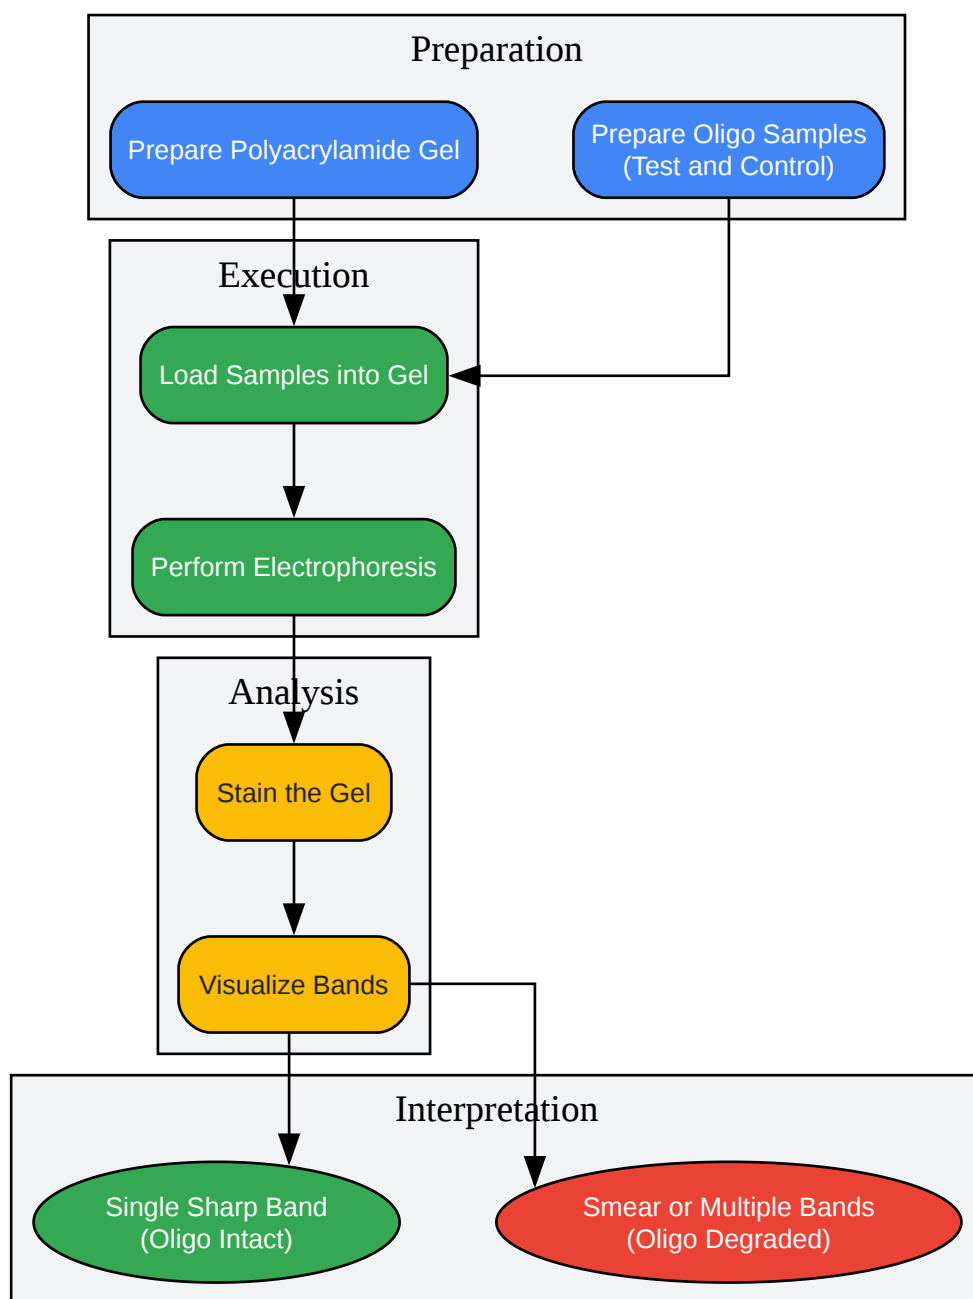 Preparation
Prepare Polyacrylamide Gel
Prepare Oligo Samples
(Test and Control)
Execution
Load Samples into Gel
Perform Electrophoresis
Analysis
Stain the Gel
Visualize Bands
Interpretation
Single Sharp Band
(Oligo Intact)
Smear or Multiple Bands
(Oligo Degraded)